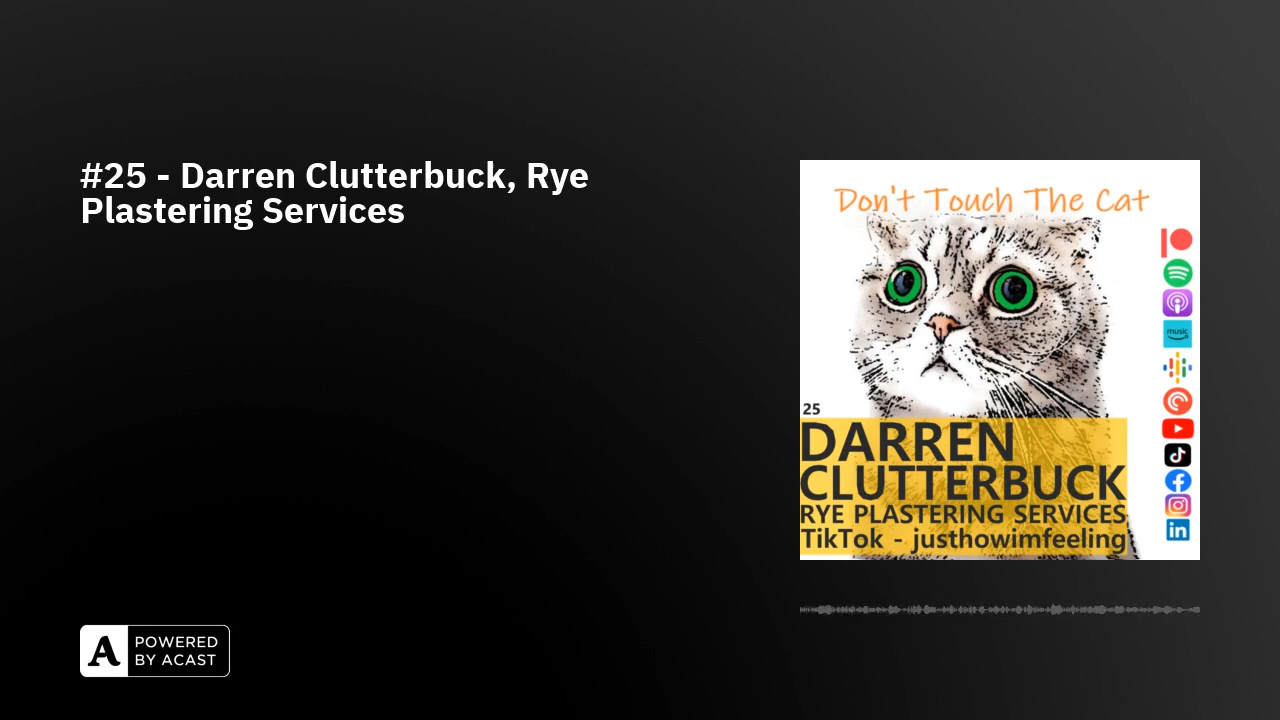 #25 - Darren Clutterbuck, Rye
Plastering Services
Don't Touch The Cat
music
25
DARREN
CLUTTERBUCK
RYE PLASTERING SERVICES
TikTok - justhowimfeeling
in
A POWERED
BY ACAST